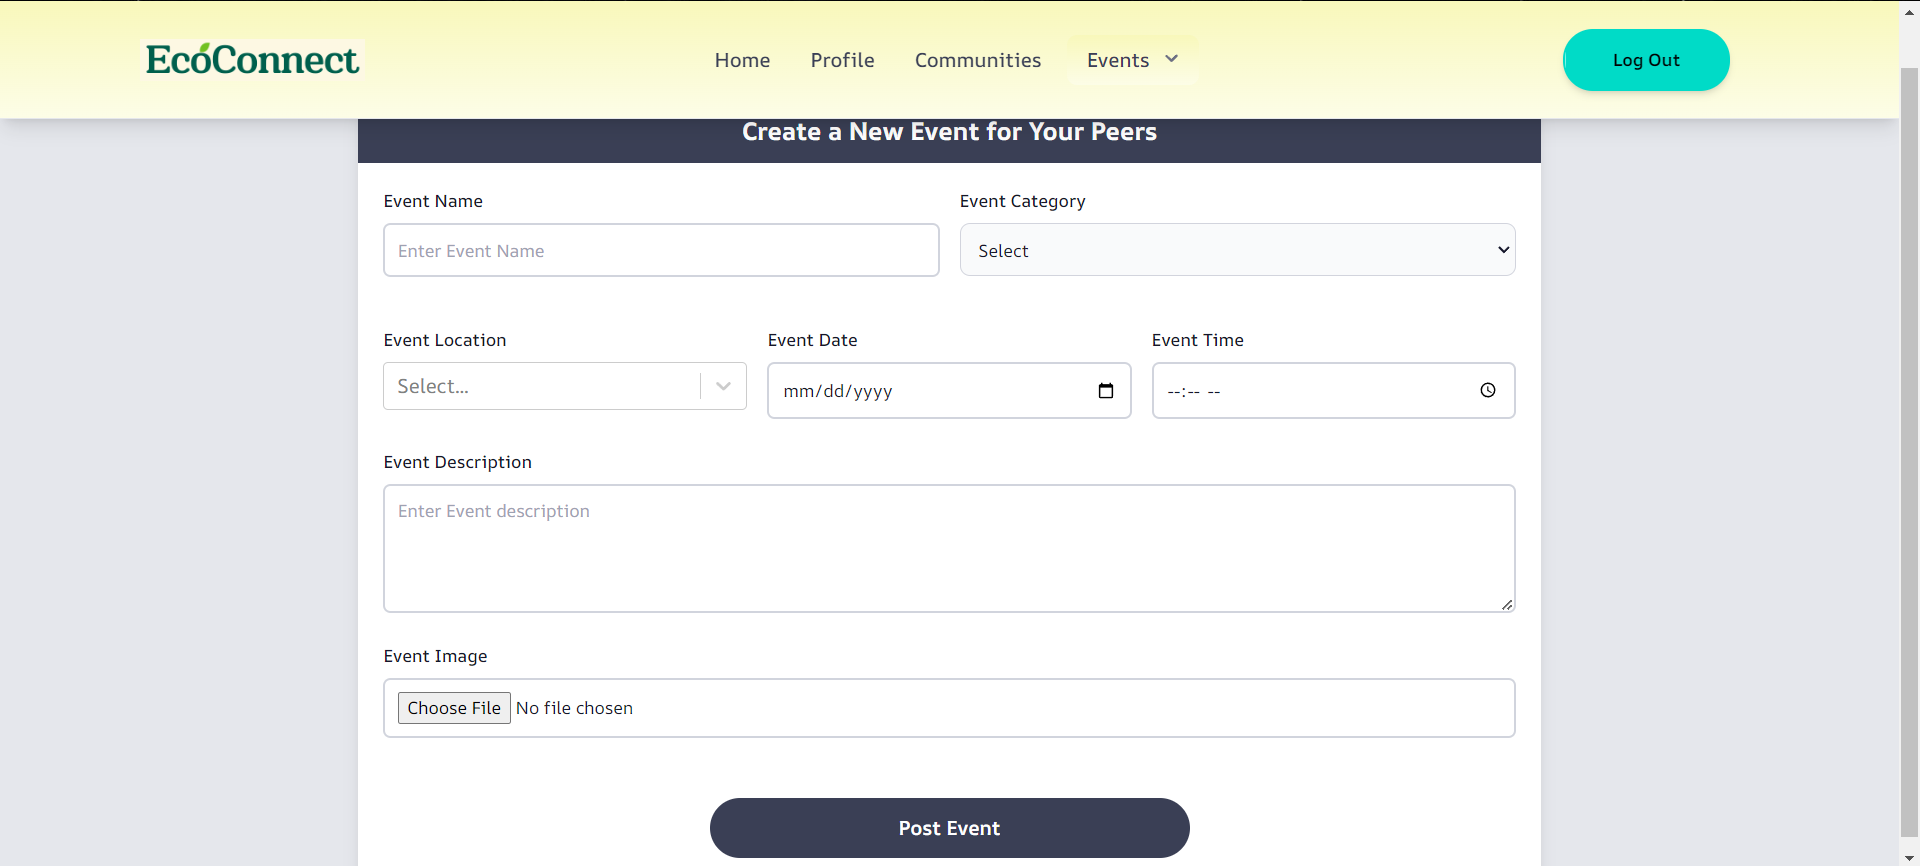 EcoConnect
Home Profile Communities Events
Log Out
Create a New Event for Your Peers
Event Name Event Category
Enter Event Name Select
Event Location Event Date Event Time
Select... mm/dd/yyyy --:-- --
Event Description
Enter Event description
Event Image
Choose File No file chosen
Post Event